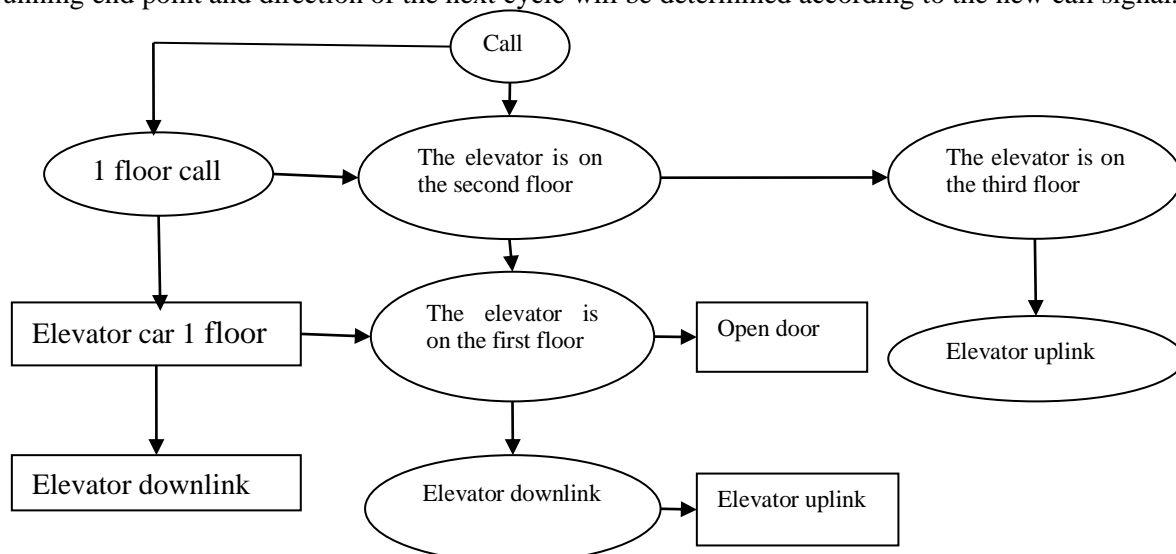 unning end point and direction of the next cycle will be determined according to the new call signal.
Call
1 floor call
The elevator is on
the second floor
The elevator is on
the third floor
Elevator car 1 floor
The elevator is
on the first floor
Open door
Elevator uplink
Elevator downlink
Elevator downlink
Elevator uplink